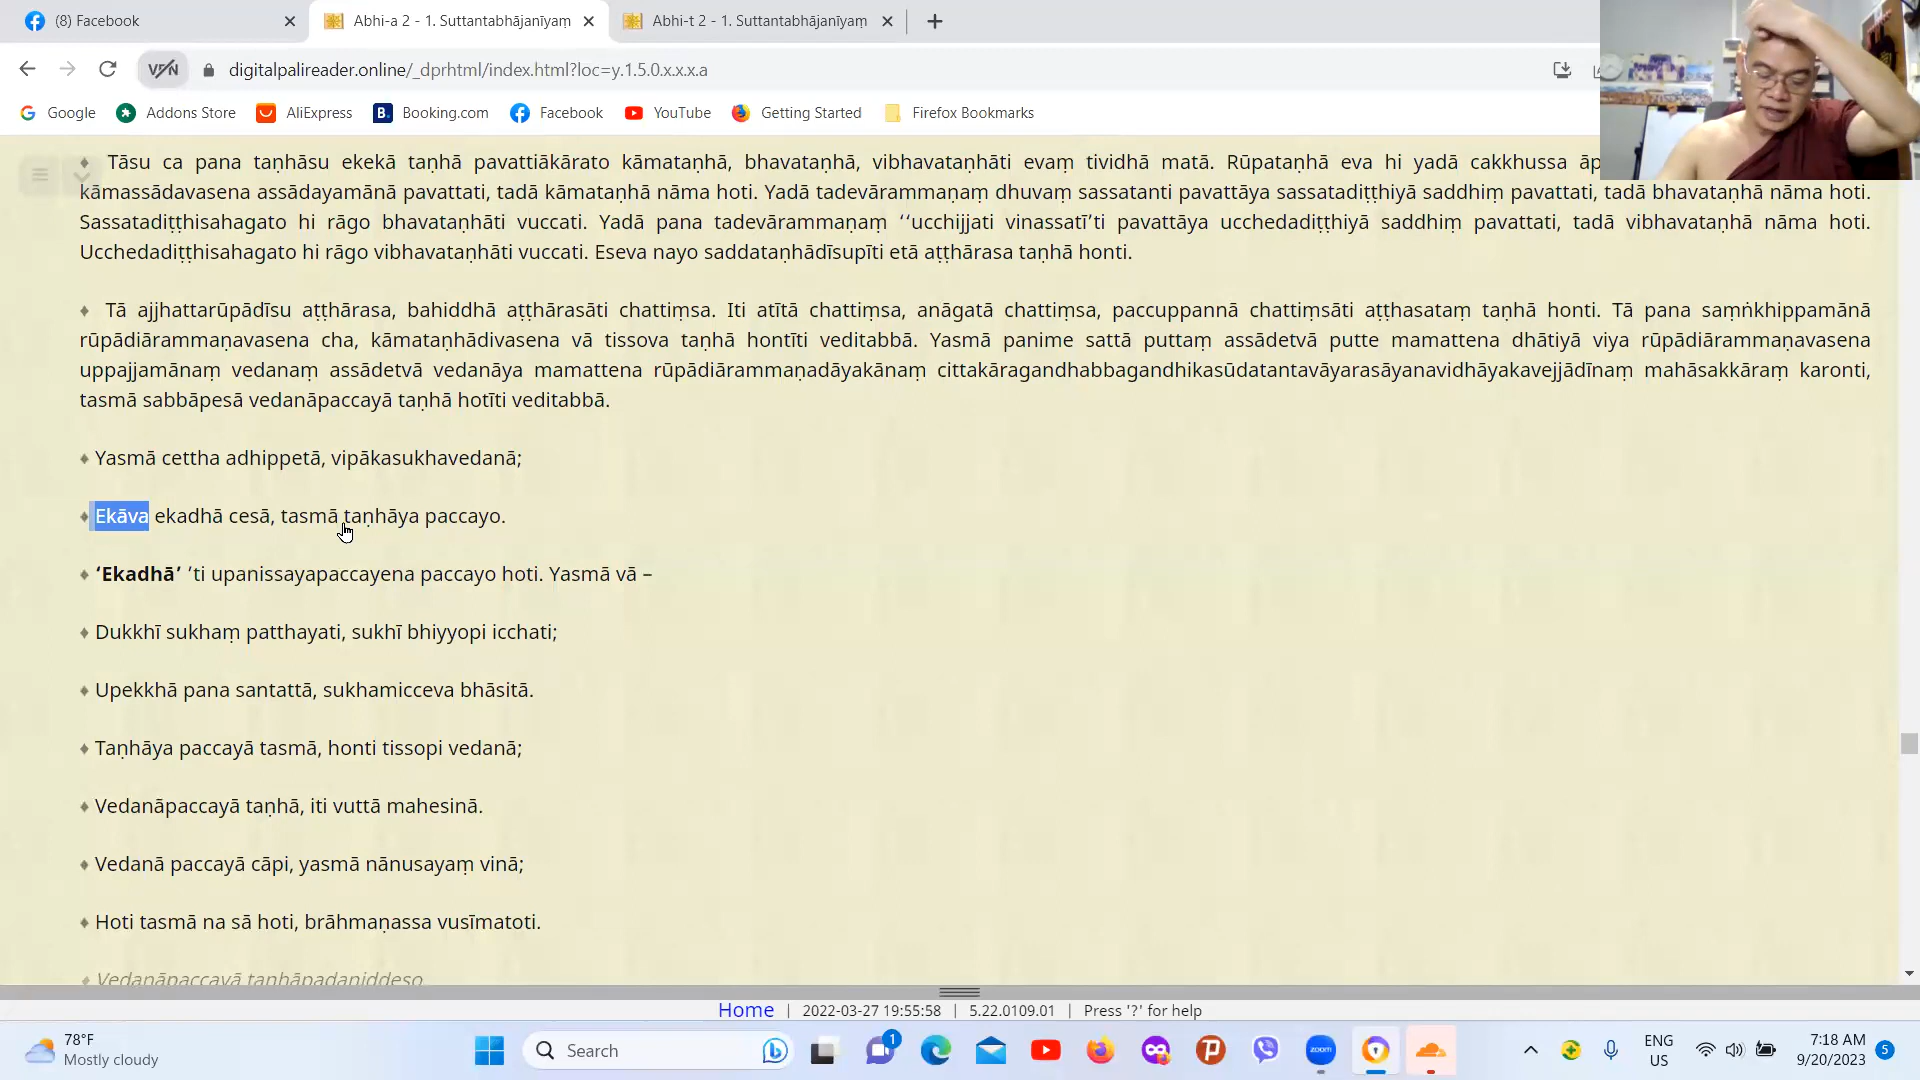 (8) Facebook
Abhi-a 2 - 1. Suttantabhājanīyaṃ
Abhi-t 2 - 1. Suttantabhājanīyaṃ
VPN
digitalpalireader.online/_dprhtml/index.html?loc=y.1.5.0.x.x.x.a
Google Addons Store AliExpress B. Booking.com Facebook YouTube Getting Started Firefox Bookmarks
♦ Tāsu ca pana taṇhāsu ekekā taṇhā pavattiākārato kāmataṇhā, bhavataṇhā, vibhavataṇhāti evaṃ tividhā matā. Rūpataṇhā eva hi yadā cakkhussa
kāmassādavasena assādayamānā pavattati, tadā kāmataṇhā nāma hoti. Yadā tadevārammaṇaṃ dhuvaṃ sassatanti pavattāya sassatadiṭṭhiyā saddhiṃ pavattati, tadā bhavataṇhā nāma hoti.
Sassatadiṭṭhisahagato hi rāgo bhavataṇhāti vuccati. Yadā pana tadevārammaṇaṃ ‘‘ucchijjati vinassatī’ti pavattāya ucchedadiṭṭhiyā saddhiṃ pavattati, tadā vibhavataṇhā nāma hoti.
Ucchedadiṭṭhisahagato hi rāgo vibhavataṇhāti vuccati. Eseva nayo saddataṇhādīsupīti etā aṭṭhārasa taṇhā honti.
♦ Tā ajjhattarūpādīsu aṭṭhārasa, bahiddhā aṭṭhārasāti chattiṃsa. Iti atītā chattiṃsa, anāgatā chattiṃsa, paccuppannā chattiṃsāti aṭṭhasataṃ taṇhā honti. Tā pana saṃṅkhippamānā
rūpādiārammaṇavasena cha, kāmataṇhādivasena vā tissova taṇhā hontīti veditabbā. Yasmā panime sattā puttaṃ assādetvā putte mamattena dhātiyā viya rūpādiārammaṇavasena
uppajjamānaṃ vedanaṃ assādetvā vedanāya mamattena rūpādiārammaṇadāyakānaṃ cittakāragandhabbagandhikasūdatantavāyarasāyanavidhāyakavejjādīnaṃ mahāsakkāraṃ karonti,
tasmā sabbāpesā vedanāpaccayā taṇhā hotīti veditabbā.
♦ Yasmā cettha adhippetā, vipākasukhavedanā;
♦ Ekāva ekadhā cesā, tasmā taṇhāya paccayo.
♦ ‘Ekadhā’ ’ti upanissayapaccayena paccayo hoti. Yasmā vā –
♦ Dukkhī sukhaṃ patthayati, sukhī bhiyyopi icchati;
♦ Upekkhā pana santattā, sukhamicceva bhāsitā.
♦ Taṇhāya paccayā tasmā, honti tissopi vedanā;
♦ Vedanāpaccayā taṇhā, iti vuttā mahesinā.
♦ Vedanā paccayā cāpi, yasmā nānusayaṃ vinā;
♦ Hoti tasmā na sā hoti, brāhmaṇassa vusīmatoti.
♦ Vedanāpaccayā taṇhāpadaniddeso
Home | 2022-03-27 19:55:58 | 5.22.0109.01 | Press '?' for help
78°F
Mostly cloudy
Search
1
zoom
ENG
US
7:18 AM
9/20/2023
5